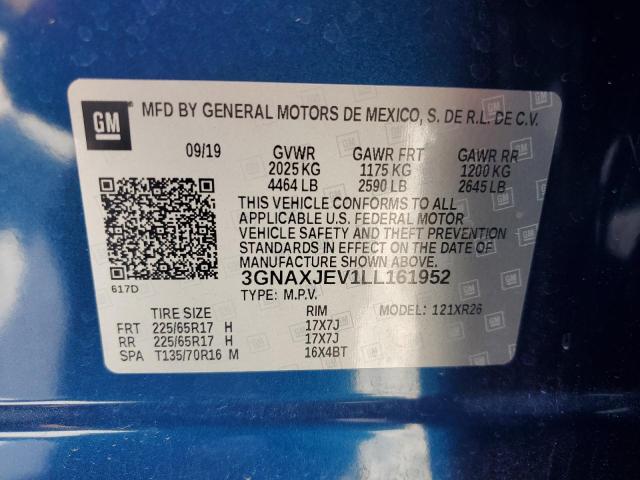 GM
MFD BY GENERAL MOTORS DE MEXICO, S. DE R.L. DE C.V.
09/19 GVWR GAWR FRT GAWR RR
2025 KG 1175 KG 1200 KG
4464 LB 2590 LB 2645 LB
THIS VEHICLE CONFORMS TO ALL
APPLICABLE U.S. FEDERAL MOTOR
VEHICLE SAFETY AND THEFT PREVENTION
STANDARDS IN EFFECT ON THE DATE OF
MANUFACTURE SHOWN ABOVE.
3GNAXJEV1LL161952
617D
TYPE: M.P.V. MODEL: 121XR26
TIRE SIZE RIM
FRT 225/65R17 H 17X7J
RR 225/65R17 H 17X7J
SPA T135/70R16 M 16X4BT